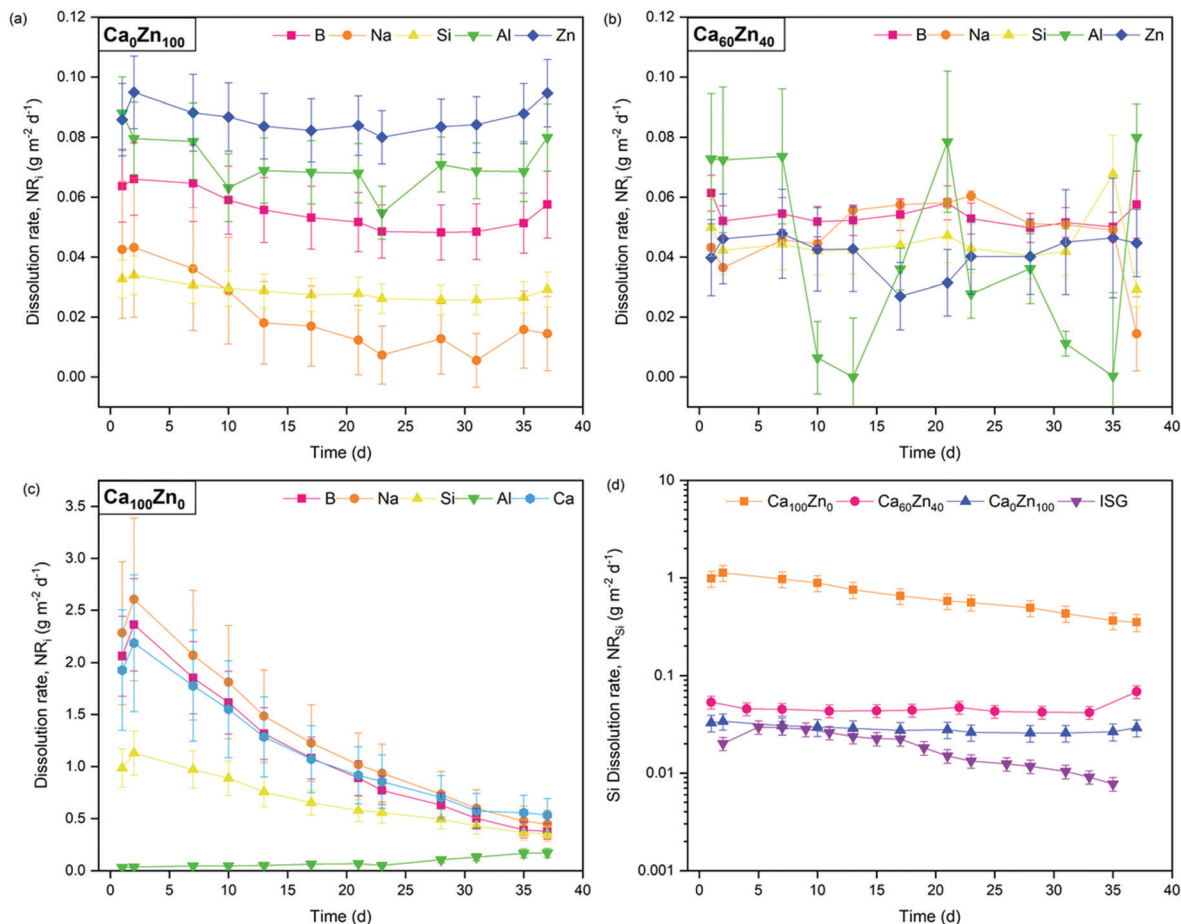 (a)
Ca₀Zn₁₀₀
B Na Si Al Zn
0.12
0.10
0.08
0.06
0.04
0.02
0.00
Dissolution rate, NRᵢ (g m⁻² d⁻¹)
0 5 10 15 20 25 30 35 40
Time (d)
(b)
Ca₆₀Zn₄₀
B Na Si Al Zn
0.12
0.10
0.08
0.06
0.04
0.02
0.00
Dissolution rate, NRᵢ (g m⁻² d⁻¹)
0 5 10 15 20 25 30 35 40
Time (d)
(c)
Ca₁₀₀Zn₀
B Na Si Al Ca
3.5
3.0
2.5
2.0
1.5
1.0
0.5
0.0
Dissolution rate, NRᵢ (g m⁻² d⁻¹)
0 5 10 15 20 25 30 35 40
Time (d)
(d)
Ca₁₀₀Zn₀ Ca₆₀Zn₄₀ Ca₀Zn₁₀₀ ISG
10
1
0.1
0.01
0.001
Si Dissolution rate, NR_Si (g m⁻² d⁻¹)
0 5 10 15 20 25 30 35 40
Time (d)